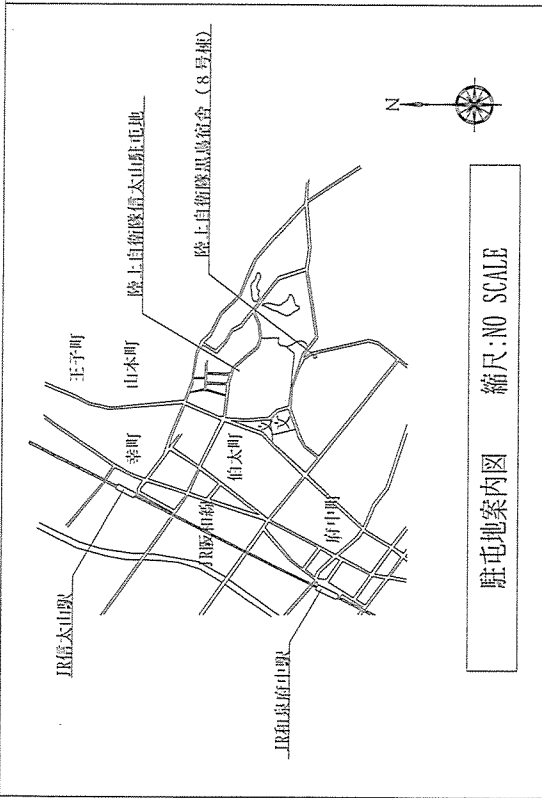 陸上自衛隊黒鳥宿舎（８号棟）
陸上自衛隊信太山駐屯地
王子町
山本町
幸町
伯太町
JR阪和線
府中町
JR信太山駅
JR和泉府中駅
N
駐屯地案内図　縮尺:NO SCALE